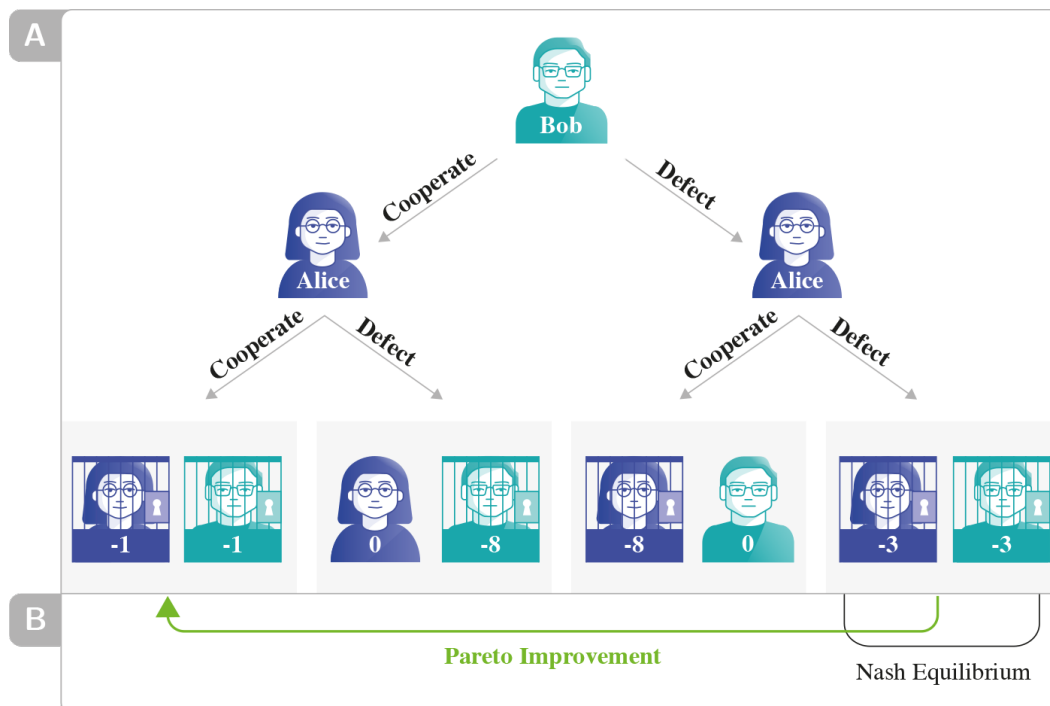 A
Bob
Cooperate
Defect
Alice
Alice
Cooperate
Defect
Cooperate
Defect
-1
-1
0
-8
-8
0
-3
-3
B
Pareto Improvement
Nash Equilibrium